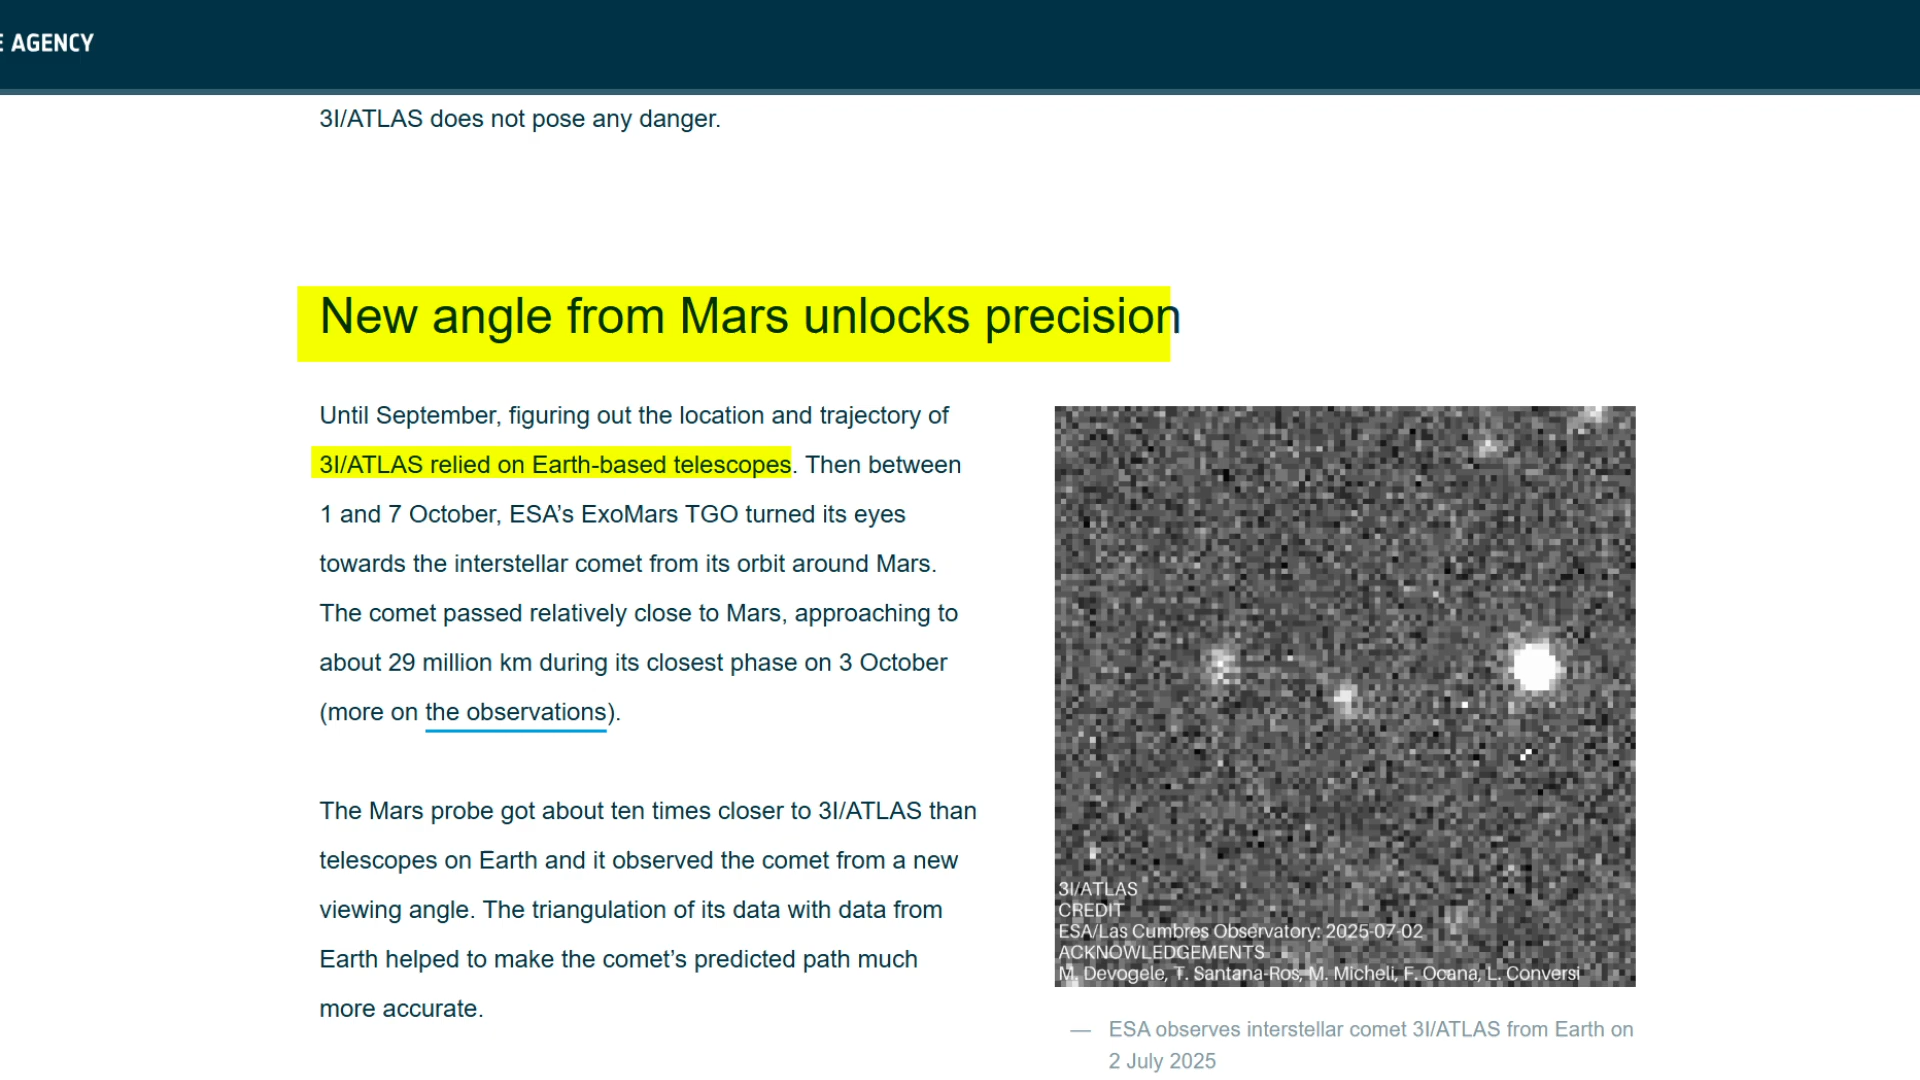 E AGENCY
3I/ATLAS does not pose any danger.
New angle from Mars unlocks precision
Until September, figuring out the location and trajectory of
3I/ATLAS relied on Earth-based telescopes. Then between
1 and 7 October, ESA’s ExoMars TGO turned its eyes
towards the interstellar comet from its orbit around Mars.
The comet passed relatively close to Mars, approaching to
about 29 million km during its closest phase on 3 October
(more on the observations).
The Mars probe got about ten times closer to 3I/ATLAS than
telescopes on Earth and it observed the comet from a new
viewing angle. The triangulation of its data with data from
Earth helped to make the comet’s predicted path much
more accurate.
3I/ATLAS
CREDIT
ESA/Las Cumbres Observatory: 2025-07-02
ACKNOWLEDGEMENTS
M. Devogele, T. Santana-Ros, M. Micheli, F. Ocana, L. Conversi
— ESA observes interstellar comet 3I/ATLAS from Earth on
2 July 2025